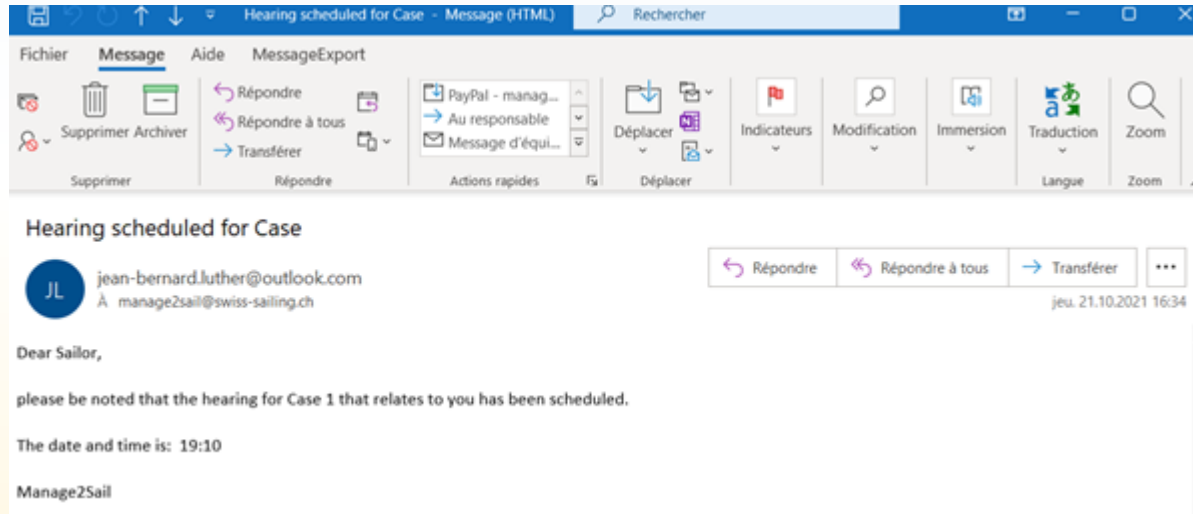 Hearing scheduled for Case - Message (HTML)
Rechercher
Fichier Message Aide MessageExport
Supprimer Archiver
Supprimer
Répondre
Répondre à tous
Transférer
Répondre
PayPal - manag...
Au responsable
Message d'équi...
Actions rapides
Déplacer
Déplacer
Indicateurs
Modification
Immersion
Traduction
Langue
Zoom
Zoom
Hearing scheduled for Case
JL
jean-bernard.luther@outlook.com
À manage2sail@swiss-sailing.ch
Répondre
Répondre à tous
Transférer
jeu. 21.10.2021 16:34
Dear Sailor,
please be noted that the hearing for Case 1 that relates to you has been scheduled.
The date and time is: 19:10
Manage2Sail